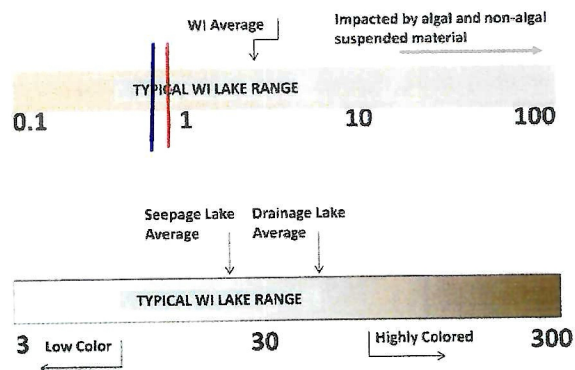 WI Average
Impacted by algal and non-algal
suspended material
TYPICAL WI LAKE RANGE
0.1 1 10 100
Seepage Lake Drainage Lake
Average Average
TYPICAL WI LAKE RANGE
3 Low Color 30 Highly Colored 300